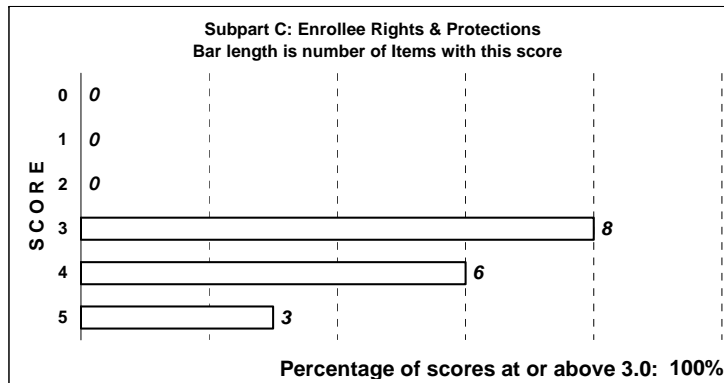 Subpart C: Enrollee Rights & Protections
Bar length is number of Items with this score
SCORE
0 0
1 0
2 0
3 8
4 6
5 3
Percentage of scores at or above 3.0: 100%